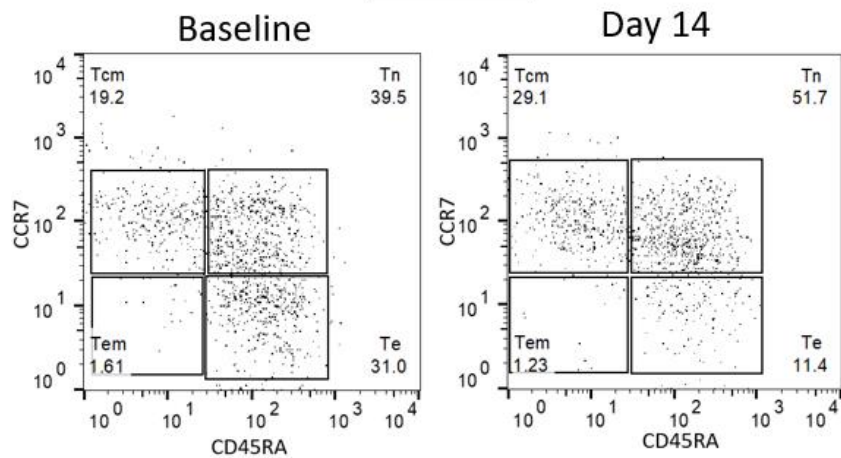 Baseline
Day 14
10^4
10^3
10^2
10^1
10^0
CCR7
Tcm
19.2
Tn
39.5
Tem
1.61
Te
31.0
10^0 10^1 10^2 10^3 10^4
CD45RA
10^4
10^3
10^2
10^1
10^0
CCR7
Tcm
29.1
Tn
51.7
Tem
1.23
Te
11.4
10^0 10^1 10^2 10^3 10^4
CD45RA